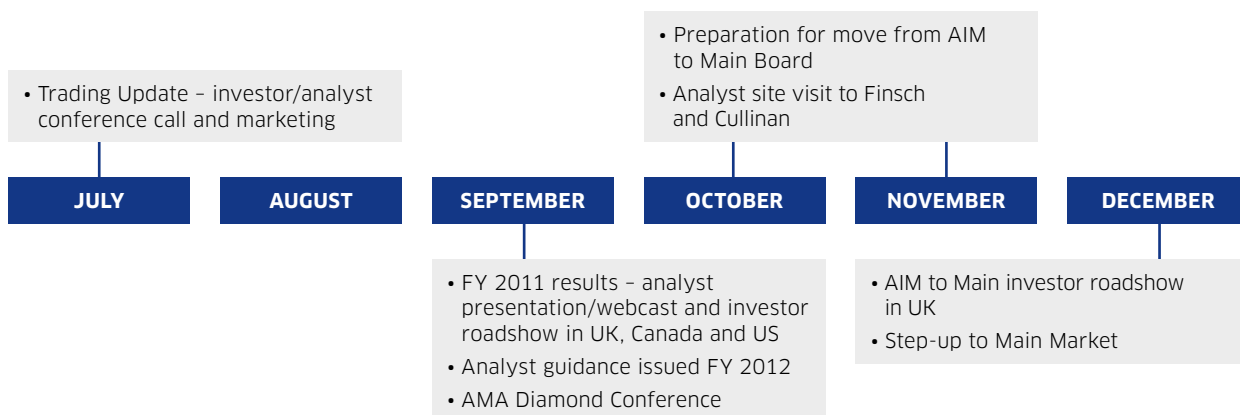 • Preparation for move from AIM
to Main Board
• Analyst site visit to Finsch
and Cullinan
• Trading Update – investor/analyst
conference call and marketing
JULY
AUGUST
SEPTEMBER
OCTOBER
NOVEMBER
DECEMBER
• FY 2011 results – analyst
presentation/webcast and investor
roadshow in UK, Canada and US
• Analyst guidance issued FY 2012
• AMA Diamond Conference
• AIM to Main investor roadshow
in UK
• Step-up to Main Market